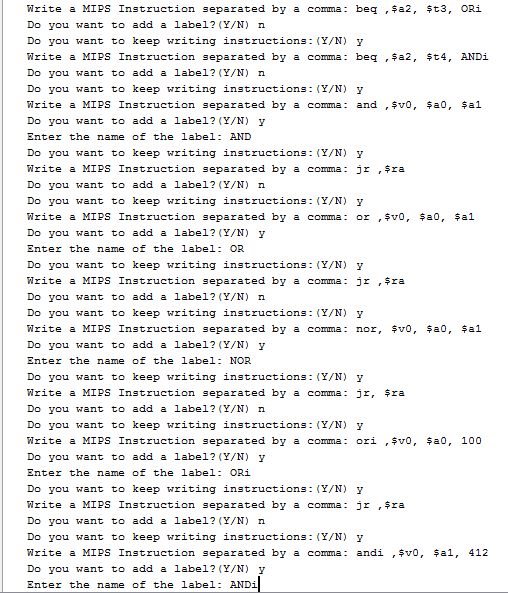 Write a MIPS Instruction separated by a comma: beq ,$a2, $t3, ORi
Do you want to add a label?(Y/N) n
Do you want to keep writing instructions:(Y/N) y
Write a MIPS Instruction separated by a comma: beq ,$a2, $t4, ANDi
Do you want to add a label?(Y/N) n
Do you want to keep writing instructions:(Y/N) y
Write a MIPS Instruction separated by a comma: and ,$v0, $a0, $a1
Do you want to add a label?(Y/N) y
Enter the name of the label: AND
Do you want to keep writing instructions:(Y/N) y
Write a MIPS Instruction separated by a comma: jr ,$ra
Do you want to add a label?(Y/N) n
Do you want to keep writing instructions:(Y/N) y
Write a MIPS Instruction separated by a comma: or ,$v0, $a0, $a1
Do you want to add a label?(Y/N) y
Enter the name of the label: OR
Do you want to keep writing instructions:(Y/N) y
Write a MIPS Instruction separated by a comma: jr ,$ra
Do you want to add a label?(Y/N) n
Do you want to keep writing instructions:(Y/N) y
Write a MIPS Instruction separated by a comma: nor, $v0, $a0, $a1
Do you want to add a label?(Y/N) y
Enter the name of the label: NOR
Do you want to keep writing instructions:(Y/N) y
Write a MIPS Instruction separated by a comma: jr, $ra
Do you want to add a label?(Y/N) n
Do you want to keep writing instructions:(Y/N) y
Write a MIPS Instruction separated by a comma: ori ,$v0, $a0, 100
Do you want to add a label?(Y/N) y
Enter the name of the label: ORi
Do you want to keep writing instructions:(Y/N) y
Write a MIPS Instruction separated by a comma: jr ,$ra
Do you want to add a label?(Y/N) n
Do you want to keep writing instructions:(Y/N) y
Write a MIPS Instruction separated by a comma: andi ,$v0, $a1, 412
Do you want to add a label?(Y/N) y
Enter the name of the label: ANDi